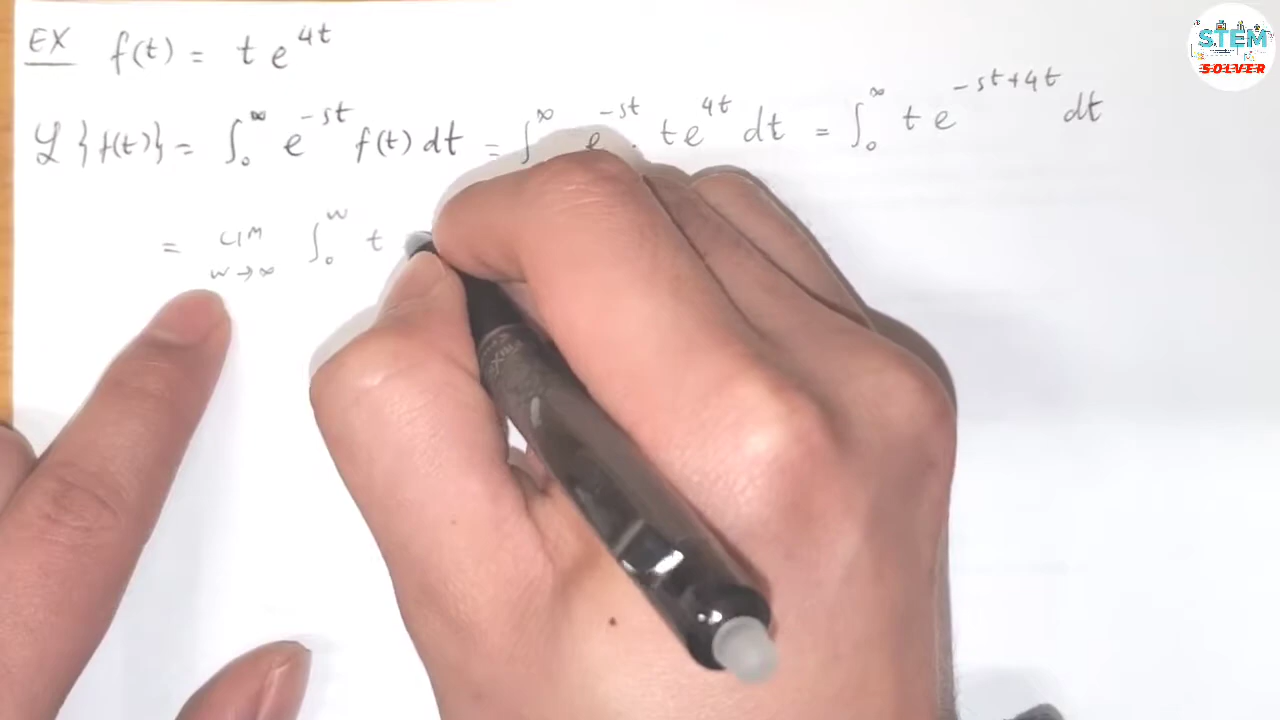 EX f(t) = t e^{4t}
STEM
SOLVER
ℒ{f(t)} = ∫₀^∞ e^{-st} f(t) dt = ∫^∞ e^{-st} · t e^{4t} dt = ∫₀^∞ t e^{-st+4t} dt
= LIM w→∞ ∫₀^w t